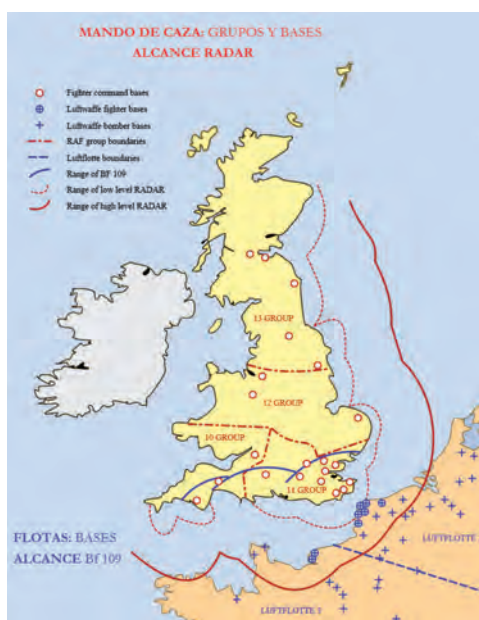 MANDO DE CAZA: GRUPOS Y BASES
ALCANCE RADAR
Fighter command bases
Luftwaffe fighter bases
Luftwaffe bomber bases
RAF group boundaries
Luftflotte boundaries
Range of BF 109
Range of low level RADAR
Range of high level RADAR
13 GROUP
12 GROUP
10 GROUP
11 GROUP
FLOTAS: BASES
ALCANCE Bf 109
LUFTFLOTTE
LUFTFLOTTE 3